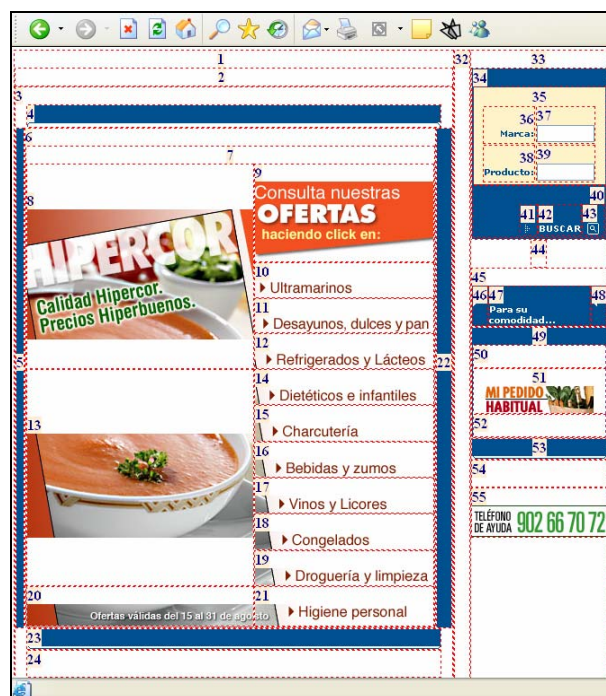 1
32
33
2
34
3
35
4
36 37
Marca:
6
38 39
Producto:
7
9
8
40
Consulta nuestras
OFERTAS
haciendo click en:
41 42 43
BUSCAR
HIPERCOR
44
10
Ultramarinos
45
Calidad Hipercor.
Precios Hiperbuenos.
46 47 48
Para su
comodidad...
11
Desayunos, dulces y pan
49
12
Refrigerados y Lácteos
5
22
50
14
Dietéticos e infantiles
51
MI PEDIDO
HABITUAL
15
Charcutería
13
52
16
Bebidas y zumos
53
54
17
Vinos y Licores
55
TELÉFONO
DE AYUDA 902 66 70 72
18
Congelados
19
Droguería y limpieza
20
21
Ofertas válidas del 15 al 31 de agosto
Higiene personal
23
24